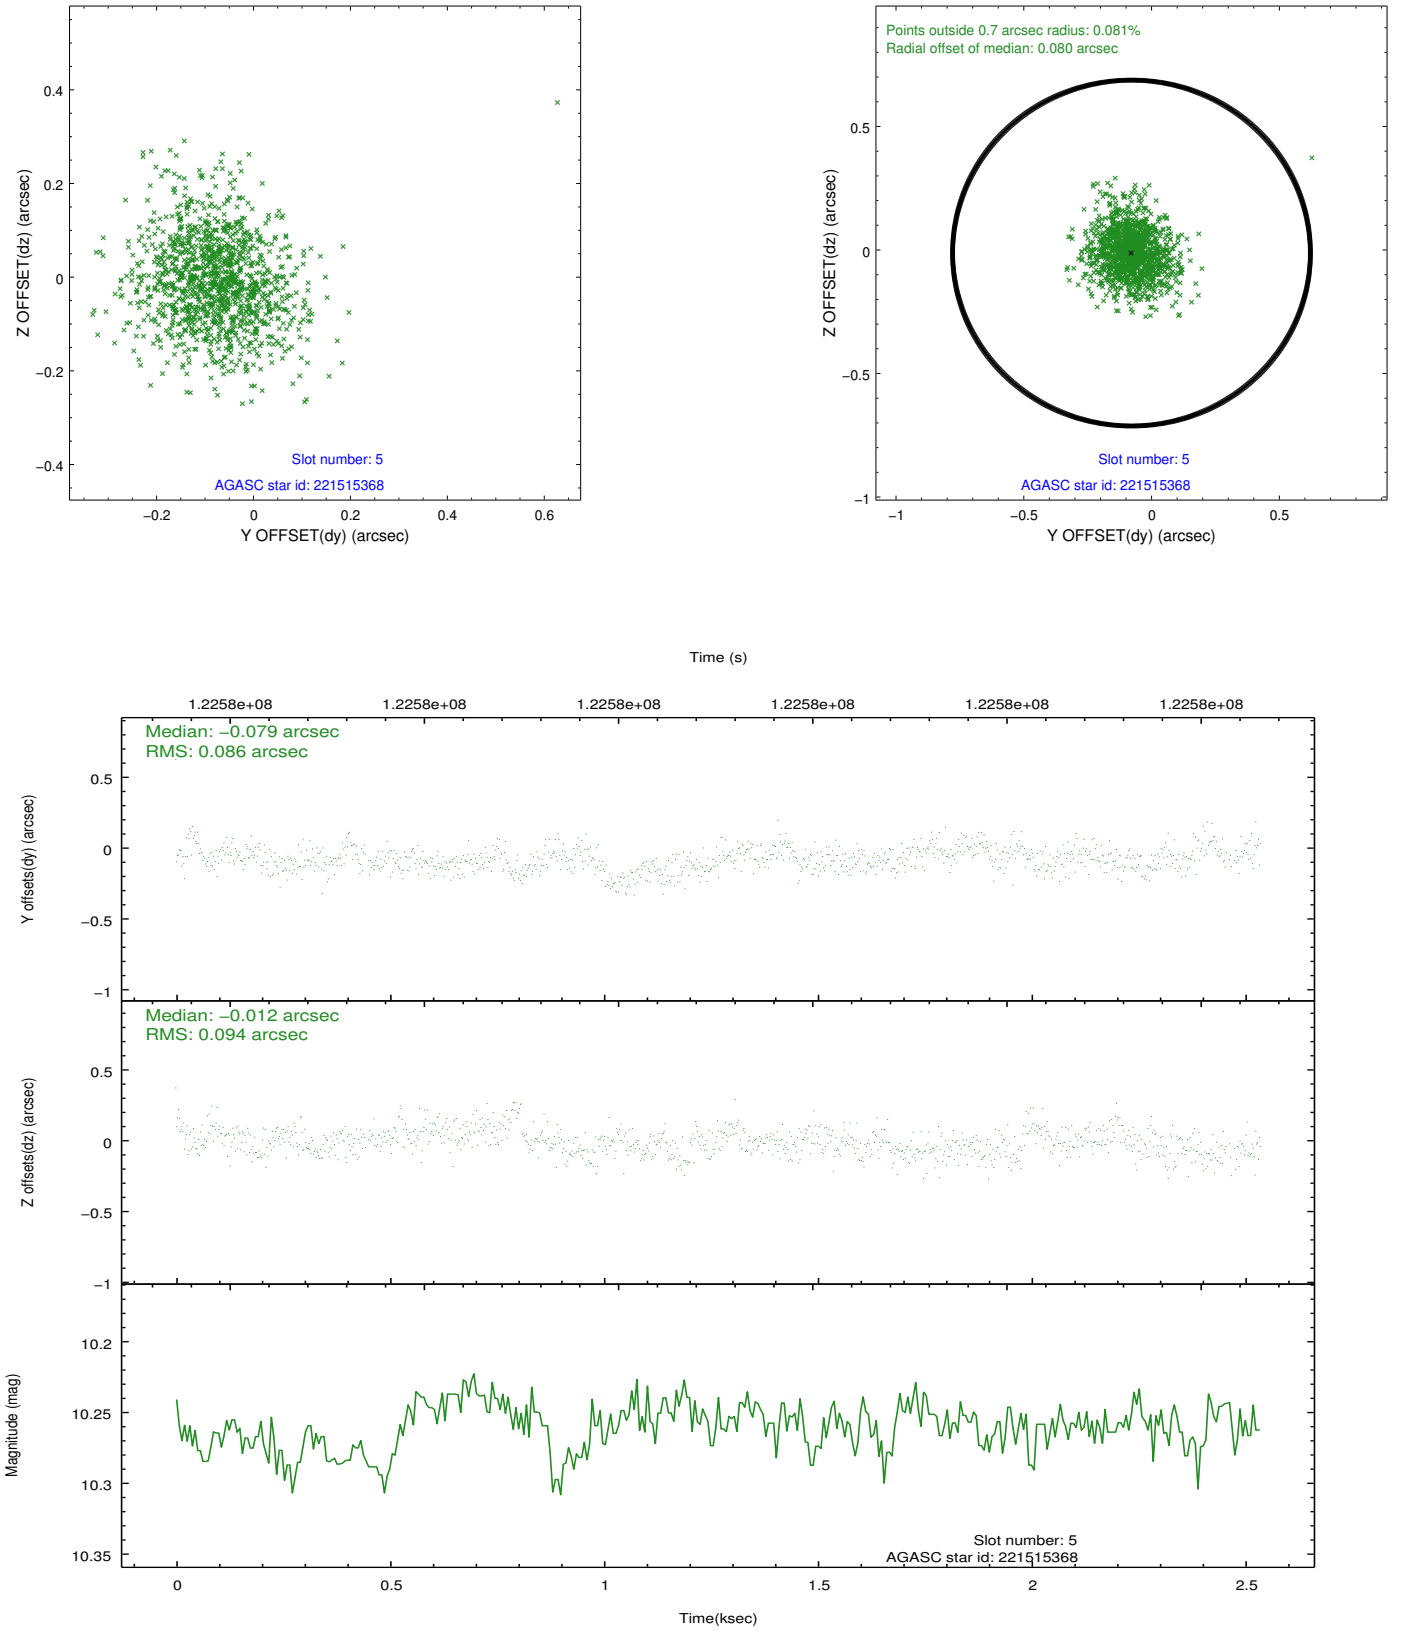 0.4
0.2
0
−0.2
−0.4
Z OFFSET(dz) (arcsec)
Slot number: 5
AGASC star id: 221515368
−0.2 0 0.2 0.4 0.6
Y OFFSET(dy) (arcsec)
Points outside 0.7 arcsec radius: 0.081%
Radial offset of median: 0.080 arcsec
0.5
0
−0.5
−1
Z OFFSET(dz) (arcsec)
Slot number: 5
AGASC star id: 221515368
−1 −0.5 0 0.5
Y OFFSET(dy) (arcsec)
Time (s)
1.2258e+08 1.2258e+08 1.2258e+08 1.2258e+08 1.2258e+08 1.2258e+08
Median: −0.079 arcsec
RMS: 0.086 arcsec
0.5
0
−0.5
−1
Y offsets(dy) (arcsec)
Median: −0.012 arcsec
RMS: 0.094 arcsec
0.5
0
−0.5
−1
Z offsets(dz) (arcsec)
10.2
10.25
10.3
10.35
Magnitude (mag)
Slot number: 5
AGASC star id: 221515368
0 0.5 1 1.5 2 2.5
Time(ksec)